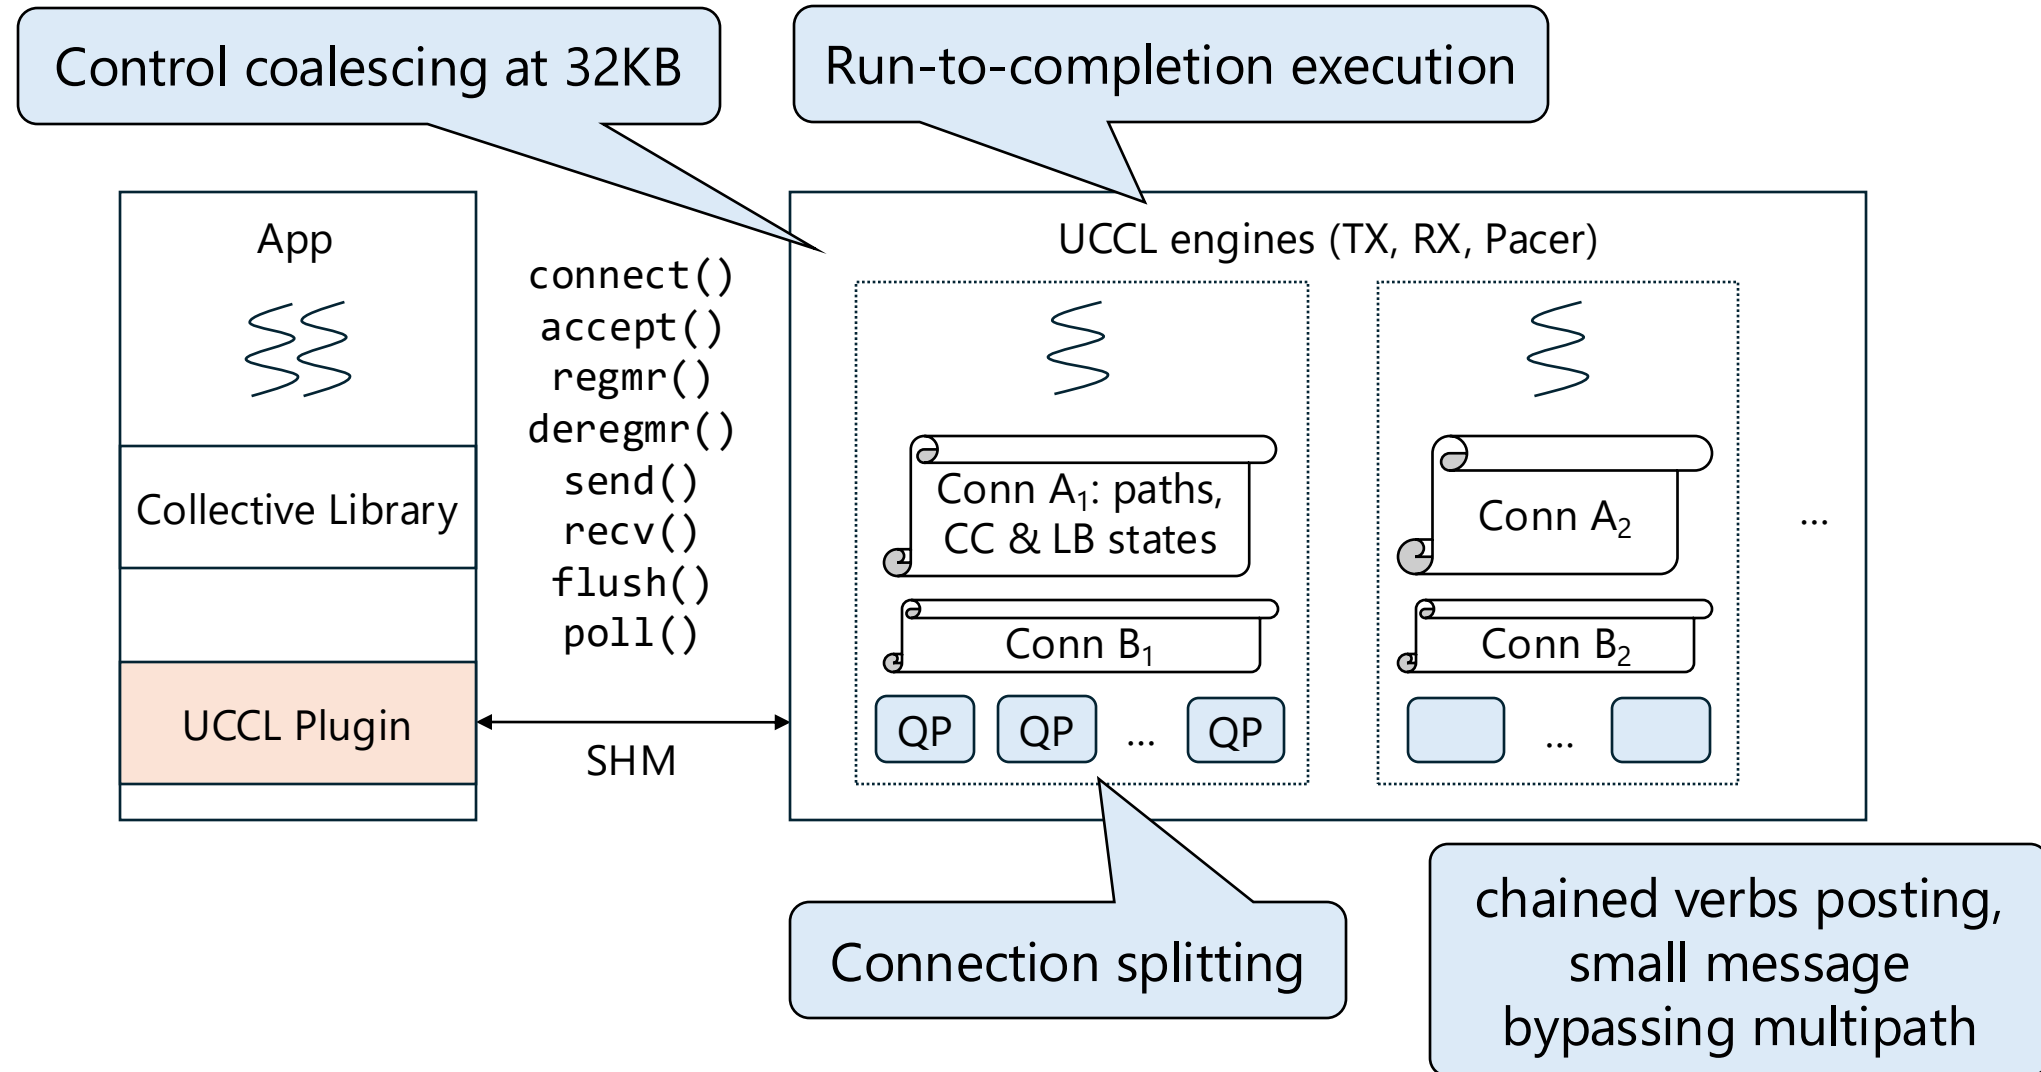 Control coalescing at 32KB
Run-to-completion execution
App
Collective Library
UCCL Plugin
connect()
accept()
regmr()
deregmr()
send()
recv()
flush()
poll()
SHM
UCCL engines (TX, RX, Pacer)
Conn A₁: paths,
CC & LB states
Conn B₁
QP QP ... QP
Conn A₂
Conn B₂
...
...
Connection splitting
chained verbs posting,
small message
bypassing multipath